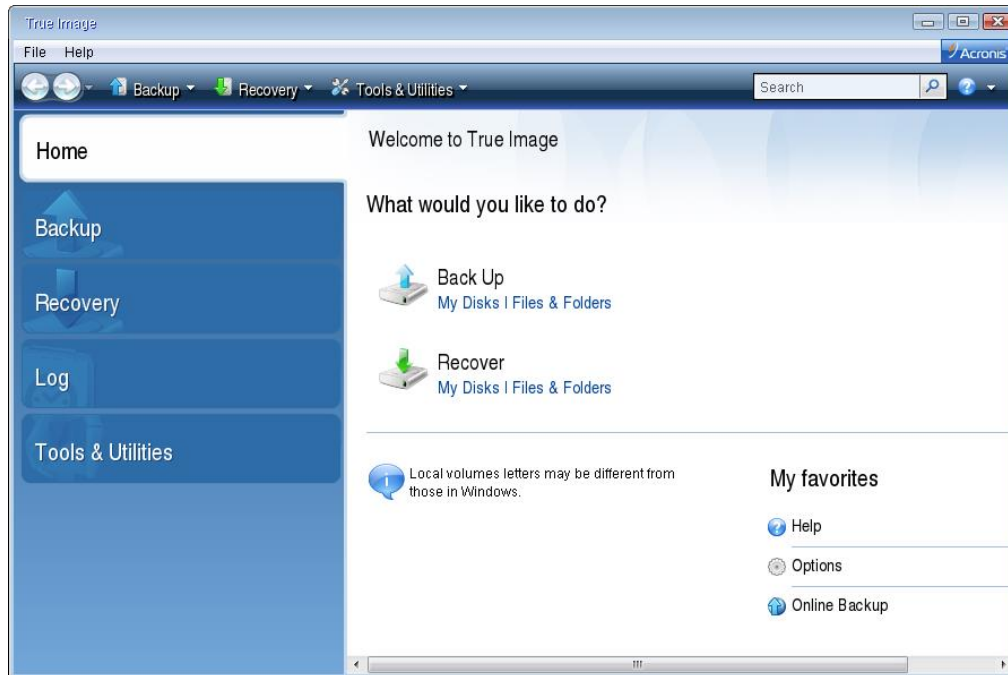 True Image
File Help
Acronis
Backup Recovery Tools & Utilities Search
Home
Backup
Recovery
Log
Tools & Utilities
Welcome to True Image
What would you like to do?
Back Up
My Disks | Files & Folders
Recover
My Disks | Files & Folders
Local volumes letters may be different from
those in Windows.
My favorites
Help
Options
Online Backup